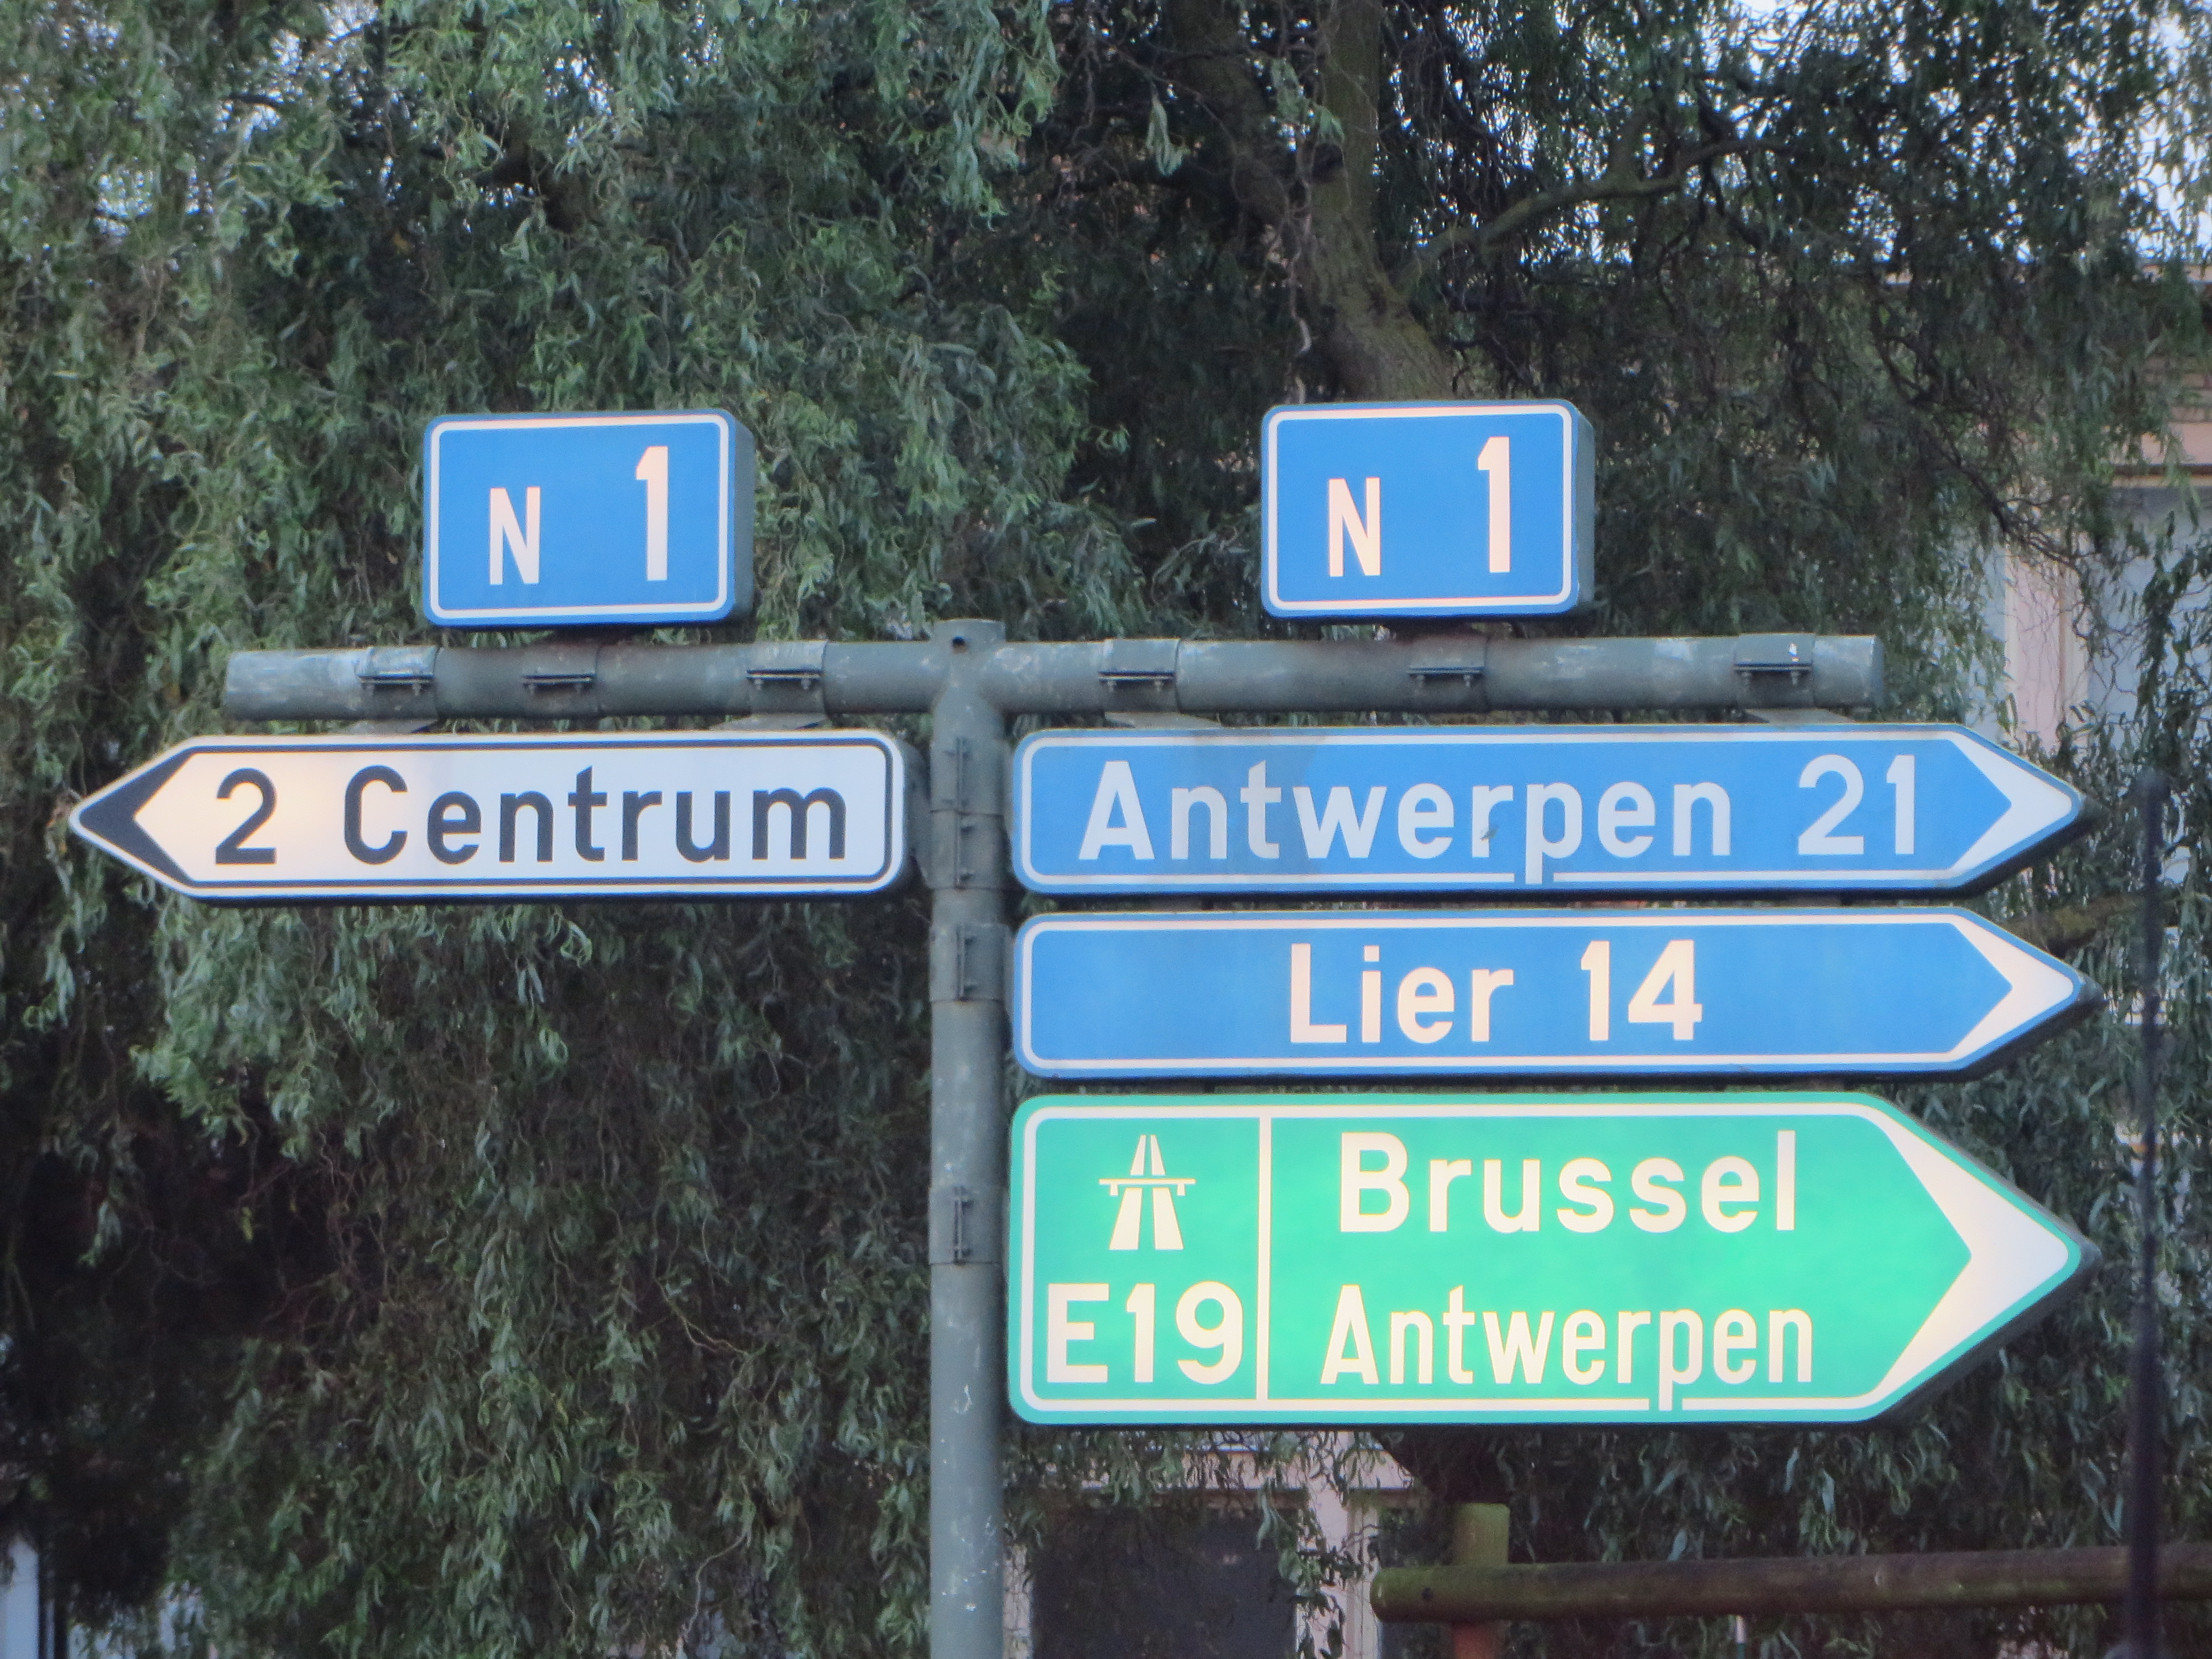 N 1
N 1
2 Centrum
Antwerpen 21
Lier 14
Brussel
E19
Antwerpen